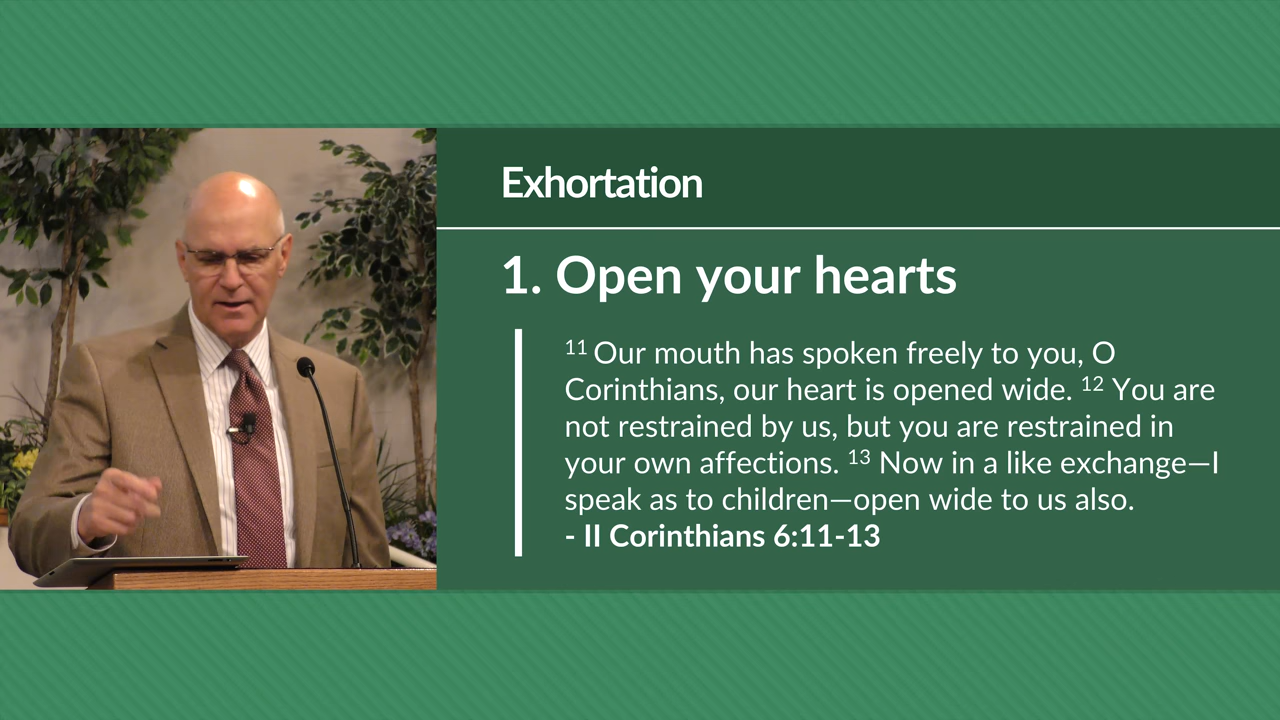 Exhortation
1. Open your hearts
11 Our mouth has spoken freely to you, O
Corinthians, our heart is opened wide. 12 You are
not restrained by us, but you are restrained in
your own affections. 13 Now in a like exchange—I
speak as to children—open wide to us also.
- II Corinthians 6:11-13